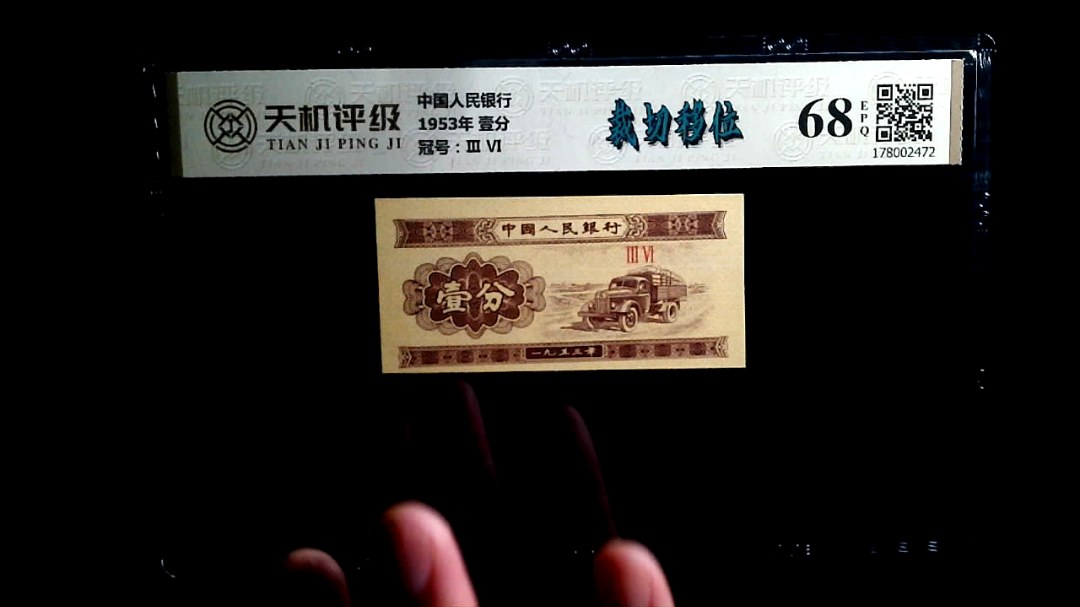 天机评级
TIAN JI PING JI
中国人民银行
1953年 壹分
冠号：Ⅲ Ⅵ
裁切移位
68
EPQ
178002472
中國人民銀行
Ⅲ Ⅵ
壹分
一九五三年